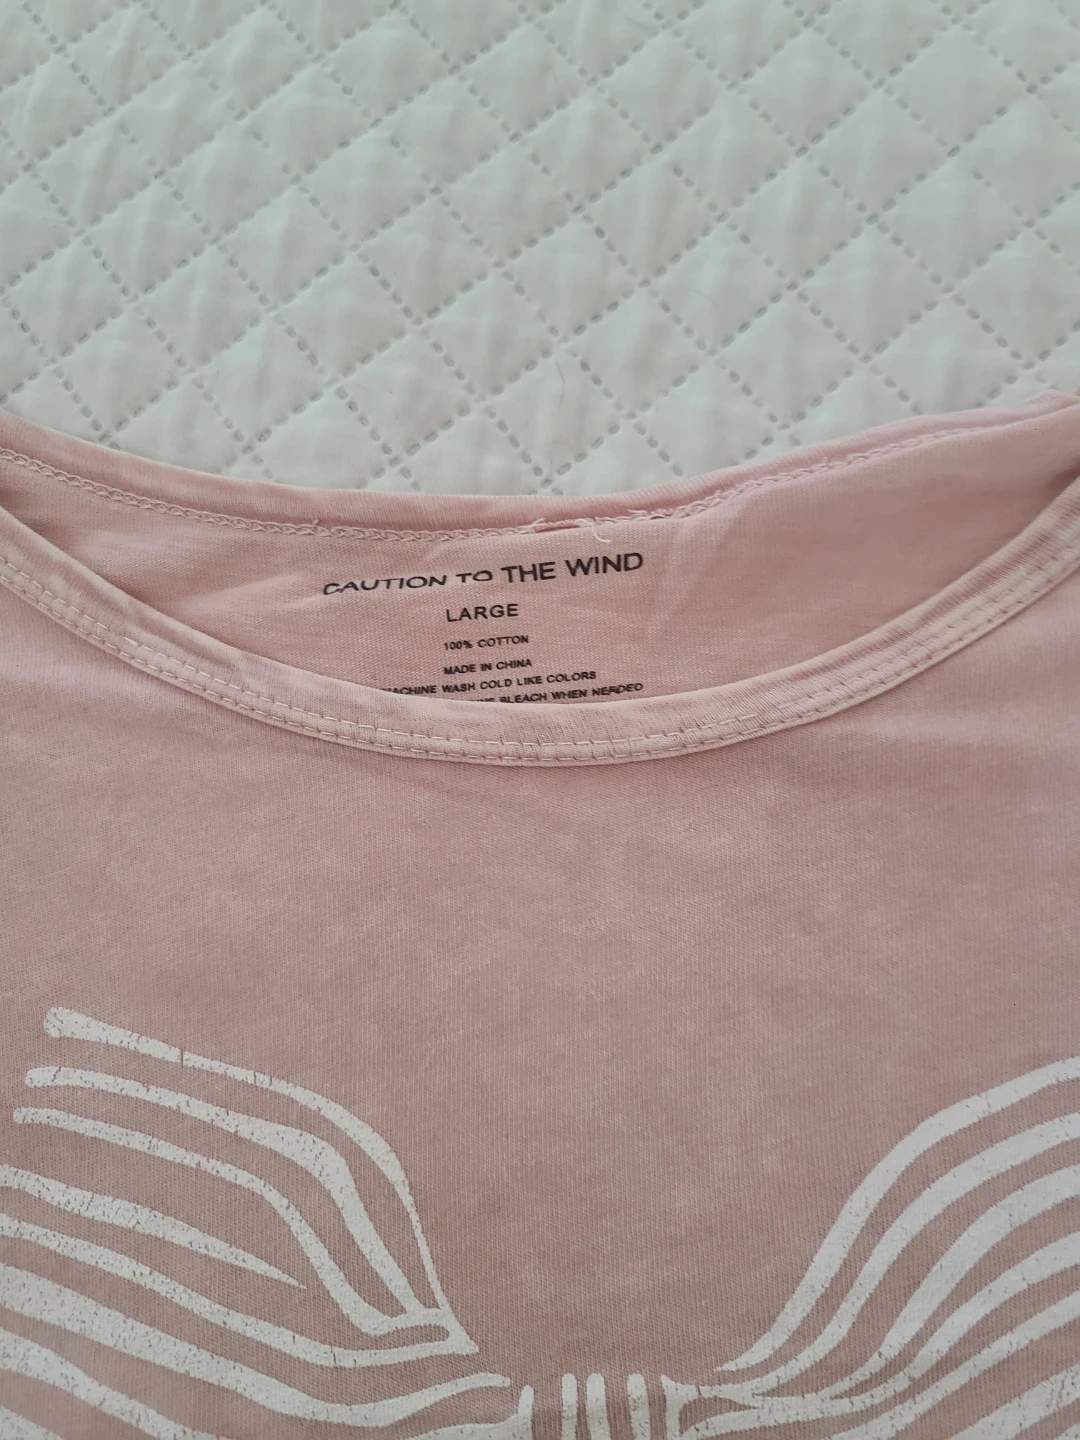 CAUTION TO THE WIND
LARGE
100% COTTON
MADE IN CHINA
MACHINE WASH COLD LIKE COLORS
BLEACH WHEN NEEDED